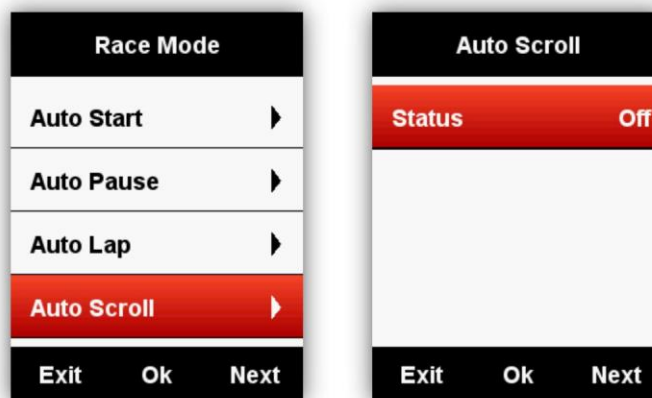 Race Mode
Auto Start
Auto Pause
Auto Lap
Auto Scroll
Exit Ok Next
Auto Scroll
Status Off
Exit Ok Next